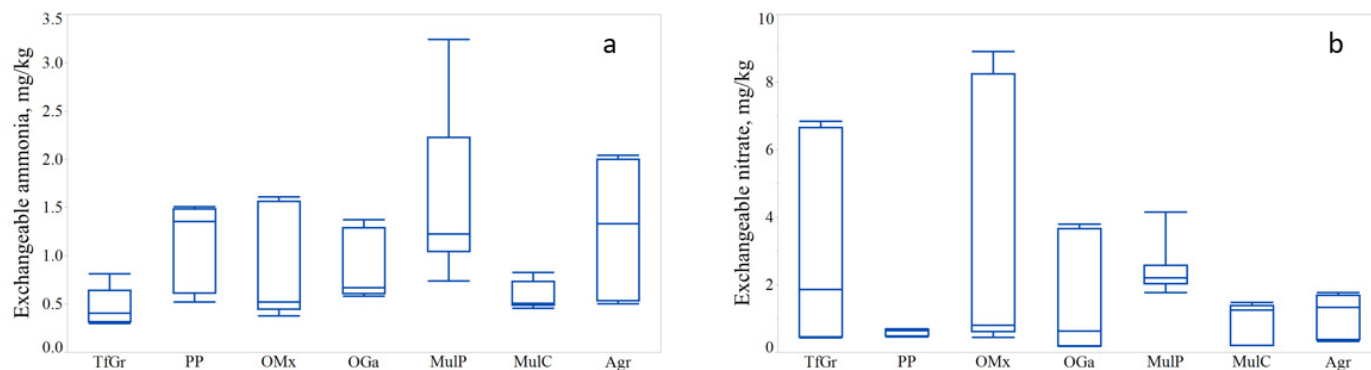 a
Exchangeable ammonia, mg/kg
3.5
3.0
2.5
2.0
1.5
1.0
0.5
0.0
TfGr PP OMx OGa MulP MulC Agr
b
Exchangeable nitrate, mg/kg
10
8
6
4
2
0
TfGr PP OMx OGa MulP MulC Agr